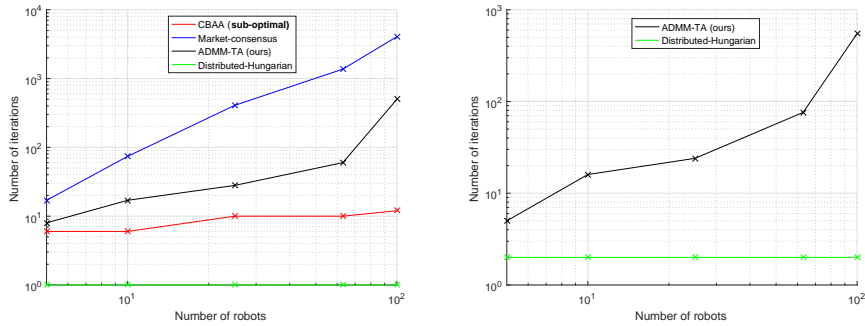 CBAA (sub-optimal)
Market-consensus
ADMM-TA (ours)
Distributed-Hungarian
Number of iterations
10^4
10^3
10^2
10^1
10^0
10^1
10^2
Number of robots
ADMM-TA (ours)
Distributed-Hungarian
Number of iterations
10^3
10^2
10^1
10^0
10^1
10^2
Number of robots